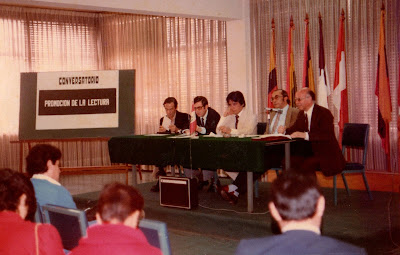 CONVERSATORIO
PROMOCION DE LA LECTURA